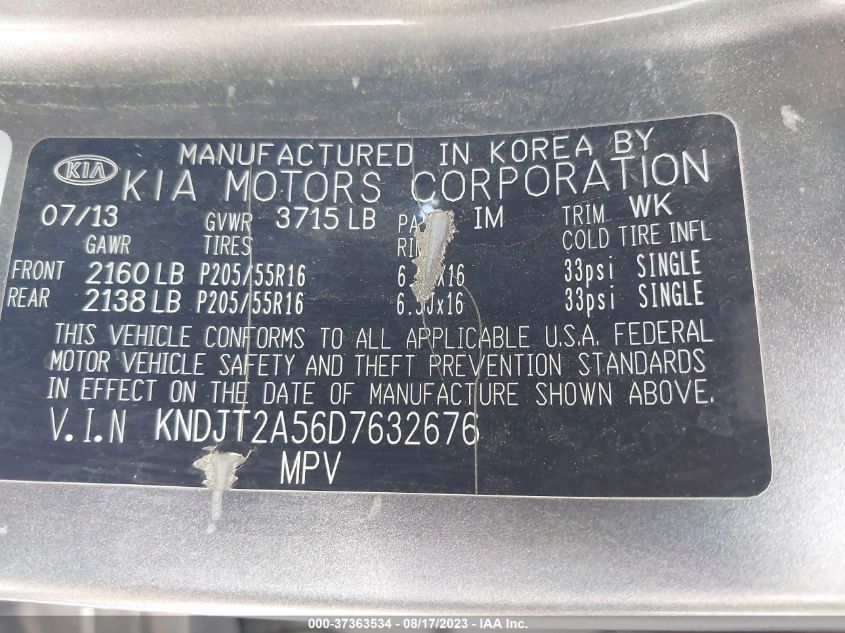 MANUFACTURED IN KOREA BY
KIA KIA MOTORS CORPORATION
07/13 GVWR 3715 LB IM TRIM WK
GAWR TIRES COLD TIRE INFL
FRONT 2160 LB P205/55R16 33psi SINGLE
REAR 2138 LB P205/55R16 6.5Jx16 33psi SINGLE
THIS VEHICLE CONFORMS TO ALL APPLICABLE U.S.A. FEDERAL
MOTOR VEHICLE SAFETY AND THEFT PREVENTION STANDARDS
IN EFFECT ON THE DATE OF MANUFACTURE SHOWN ABOVE.
V.I.N KNDJT2A56D7632676
MPV
000-37363534 - 08/17/2023 - IAA Inc.